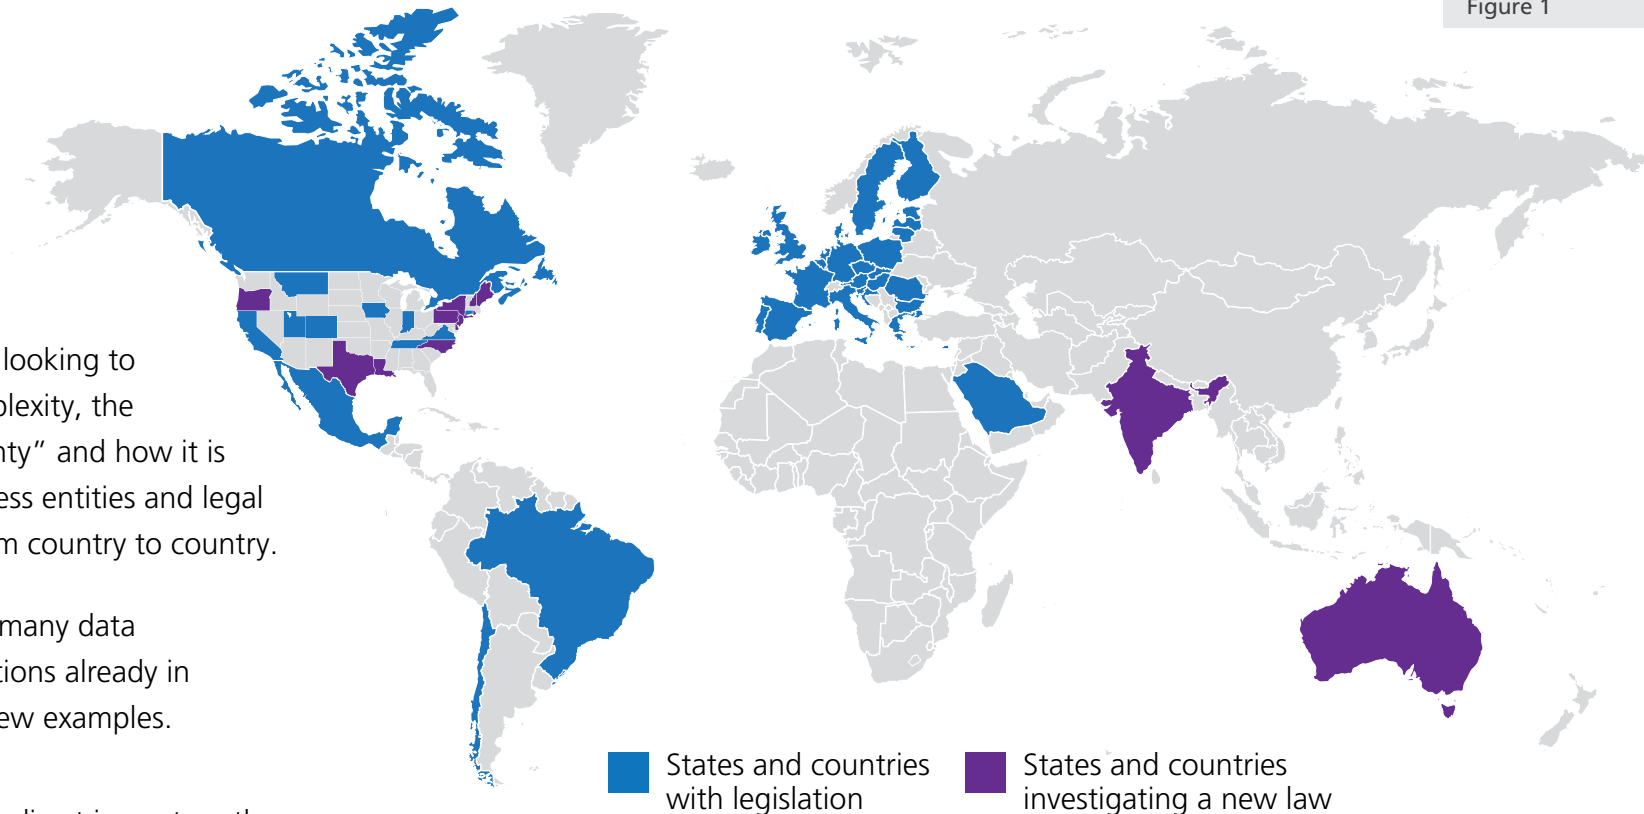 Figure 1
looking to
plexity, the
nty” and how it is
ess entities and legal
m country to country.
many data
tions already in
ew examples.
States and countries
with legislation
States and countries
investigating a new law